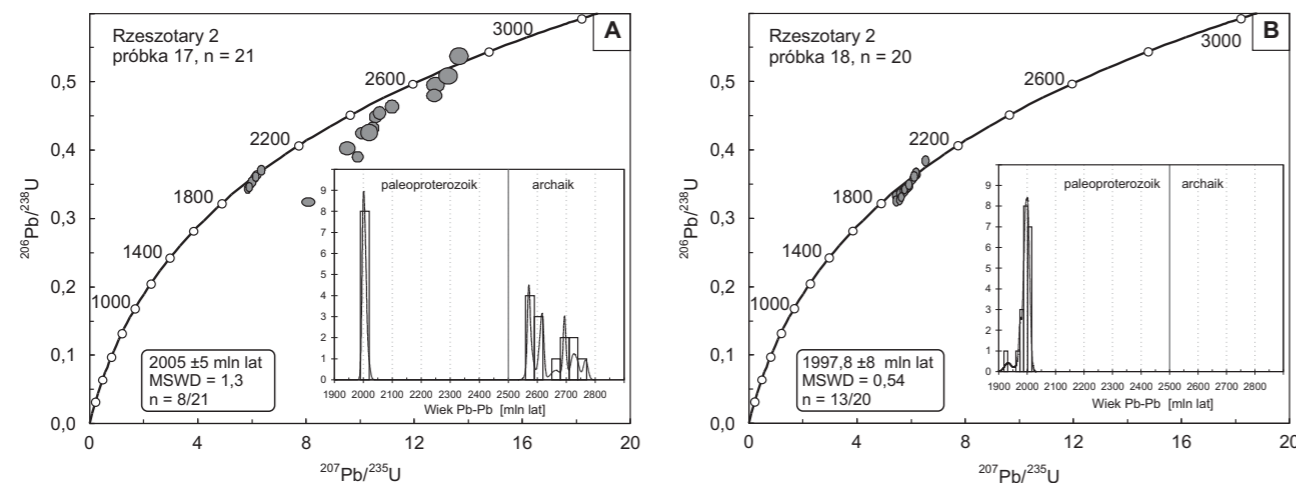 Rzeszotary 2
próbka 17, n = 21
A
3000
2600
2200
1800
1400
1000
0,5
0,4
0,3
0,2
0,1
0,0
206Pb/238U
0 4 8 12 16 20
207Pb/235U
2005 ±5 mln lat
MSWD = 1,3
n = 8/21
paleoproterozoik archaik
9
8
7
6
5
4
3
2
1
0
1900 2000 2100 2200 2300 2400 2500 2600 2700 2800
Wiek Pb-Pb [mln lat]
Rzeszotary 2
próbka 18, n = 20
B
3000
2600
2200
1800
1400
1000
0,5
0,4
0,3
0,2
0,1
0,0
206Pb/238U
0 4 8 12 16 20
207Pb/235U
1997,8 ±8 mln lat
MSWD = 0,54
n = 13/20
paleoproterozoik archaik
9
8
7
6
5
4
3
2
1
0
1900 2000 2100 2200 2300 2400 2500 2600 2700 2800
Wiek Pb-Pb [mln lat]